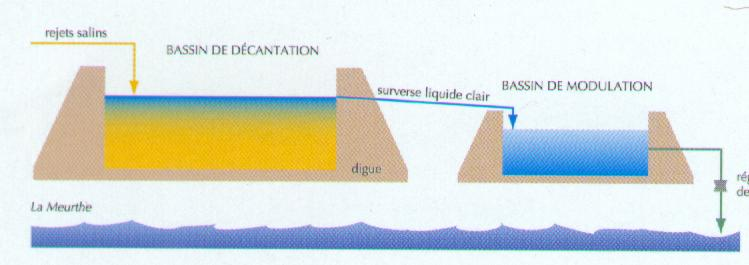 rejets salins
BASSIN DE DÉCANTATION
surverse liquide clair
BASSIN DE MODULATION
digue
La Meurthe